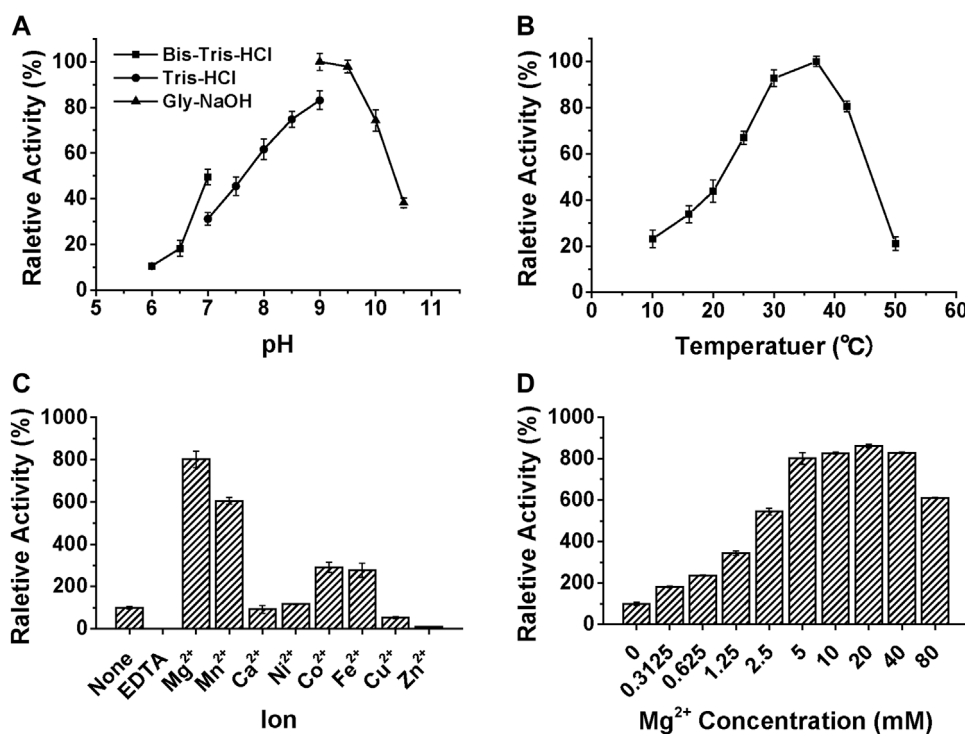 A
Raletive Activity (%)
100
80
60
40
20
0
Bis-Tris-HCl
Tris-HCl
Gly-NaOH
5 6 7 8 9 10 11
pH
B
Raletive Activity (%)
100
80
60
40
20
0
0 10 20 30 40 50 60
Temperatuer (℃)
C
Raletive Activity (%)
1000
800
600
400
200
0
None EDTA Mg²⁺ Mn²⁺ Ca²⁺ Ni²⁺ Co²⁺ Fe²⁺ Cu²⁺ Zn²⁺
Ion
D
Raletive Activity (%)
1000
800
600
400
200
0
0 0.3125 0.625 1.25 2.5 5 10 20 40 80
Mg²⁺ Concentration (mM)